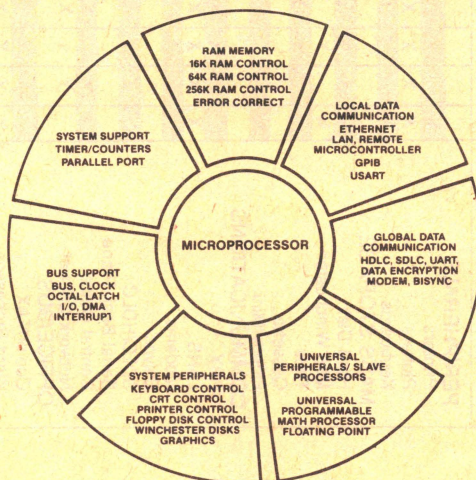 RAM MEMORY
16K RAM CONTROL
64K RAM CONTROL
256K RAM CONTROL
ERROR CORRECT
LOCAL DATA
COMMUNICATION
ETHERNET
LAN, REMOTE
MICROCONTROLLER
GPIB
USART
GLOBAL DATA
COMMUNICATION
HDLC, SDLC, UART,
DATA ENCRYPTION
MODEM, BISYNC
UNIVERSAL
PERIPHERALS/ SLAVE
PROCESSORS
UNIVERSAL
PROGRAMMABLE
MATH PROCESSOR
FLOATING POINT
SYSTEM PERIPHERALS
KEYBOARD CONTROL
CRT CONTROL
PRINTER CONTROL
FLOPPY DISK CONTROL
WINCHESTER DISKS
GRAPHICS
BUS SUPPORT
BUS, CLOCK
OCTAL LATCH
I/O, DMA
INTERRUPT
SYSTEM SUPPORT
TIMER/COUNTERS
PARALLEL PORT
MICROPROCESSOR